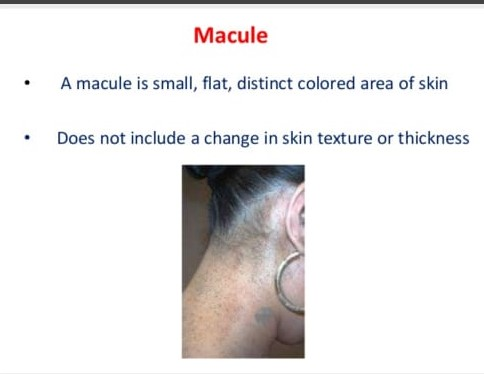 Macule
• A macule is small, flat, distinct colored area of skin
• Does not include a change in skin texture or thickness